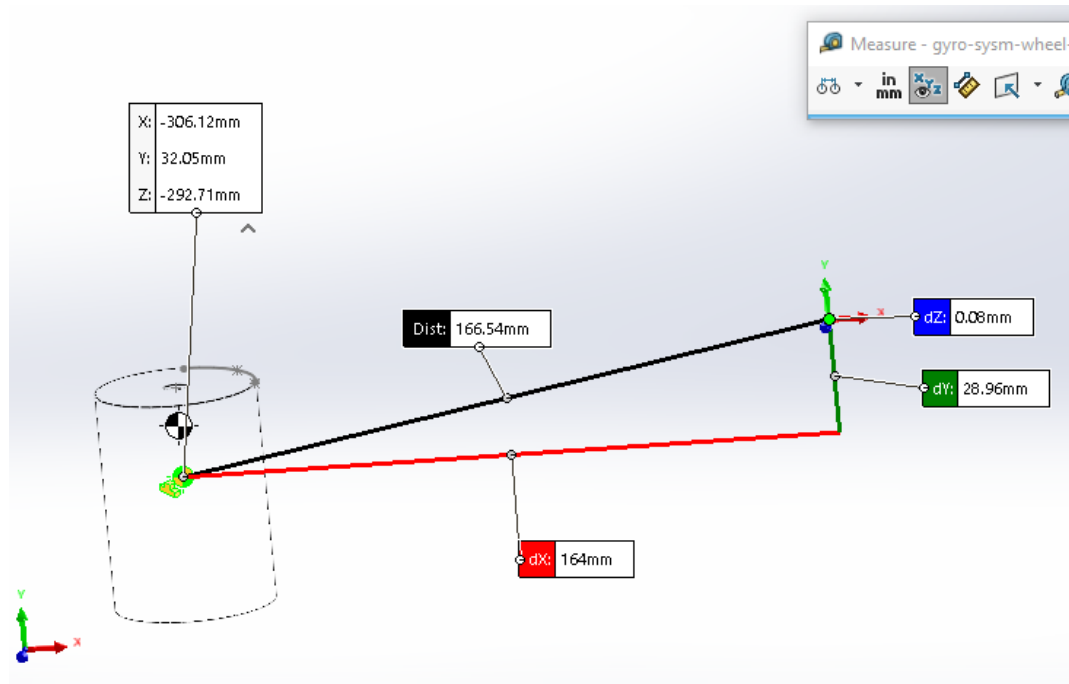 Measure - gyro-sysm-wheel-
in
mm
XYZ
X: -306.12mm
Y: 32.05mm
Z: -292.71mm
Dist: 166.54mm
Y
x
dZ: 0.08mm
dY: 28.96mm
dX: 164mm
Y
x